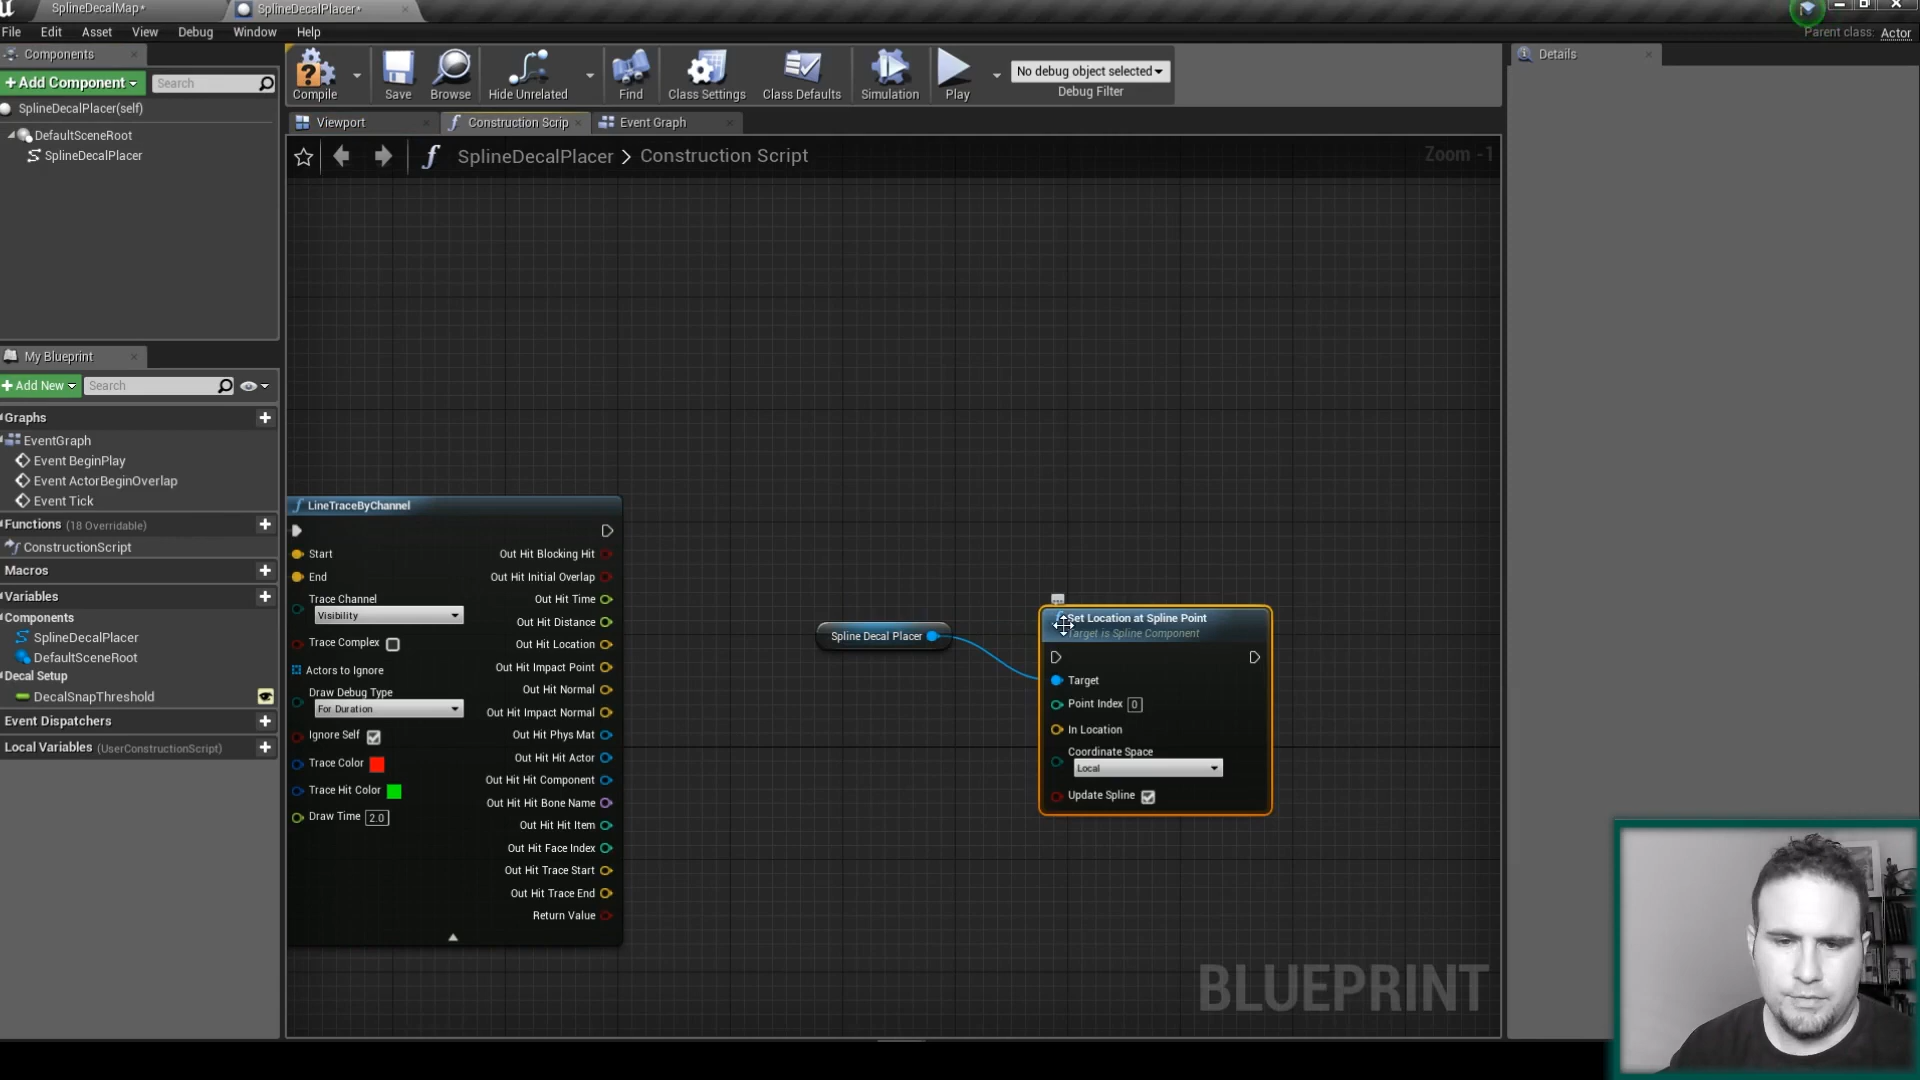 SplineDecalMap*
SplineDecalPlacer*
File Edit Asset View Debug Window Help
Parent class: Actor
Components
+Add Component
Search
SplineDecalPlacer(self)
DefaultSceneRoot
SplineDecalPlacer
Compile
Save
Browse
Hide Unrelated
Find
Class Settings
Class Defaults
Simulation
Play
No debug object selected
Debug Filter
Details
Viewport
Construction Scrip
Event Graph
SplineDecalPlacer > Construction Script
Zoom -1
My Blueprint
+Add New
Search
Graphs
EventGraph
Event BeginPlay
Event ActorBeginOverlap
Event Tick
Functions (18 Overridable)
ConstructionScript
Macros
Variables
Components
SplineDecalPlacer
DefaultSceneRoot
Decal Setup
DecalSnapThreshold
Event Dispatchers
Local Variables (UserConstructionScript)
LineTraceByChannel
Start
End
Trace Channel
Visibility
Trace Complex
Actors to Ignore
Draw Debug Type
For Duration
Ignore Self
Trace Color
Trace Hit Color
Draw Time 2.0
Out Hit Blocking Hit
Out Hit Initial Overlap
Out Hit Time
Out Hit Distance
Out Hit Location
Out Hit Impact Point
Out Hit Normal
Out Hit Impact Normal
Out Hit Phys Mat
Out Hit Hit Actor
Out Hit Hit Component
Out Hit Hit Bone Name
Out Hit Hit Item
Out Hit Face Index
Out Hit Trace Start
Out Hit Trace End
Return Value
Spline Decal Placer
Set Location at Spline Point
Target is Spline Component
Target
Point Index 0
In Location
Coordinate Space
Local
Update Spline
BLUEPRINT